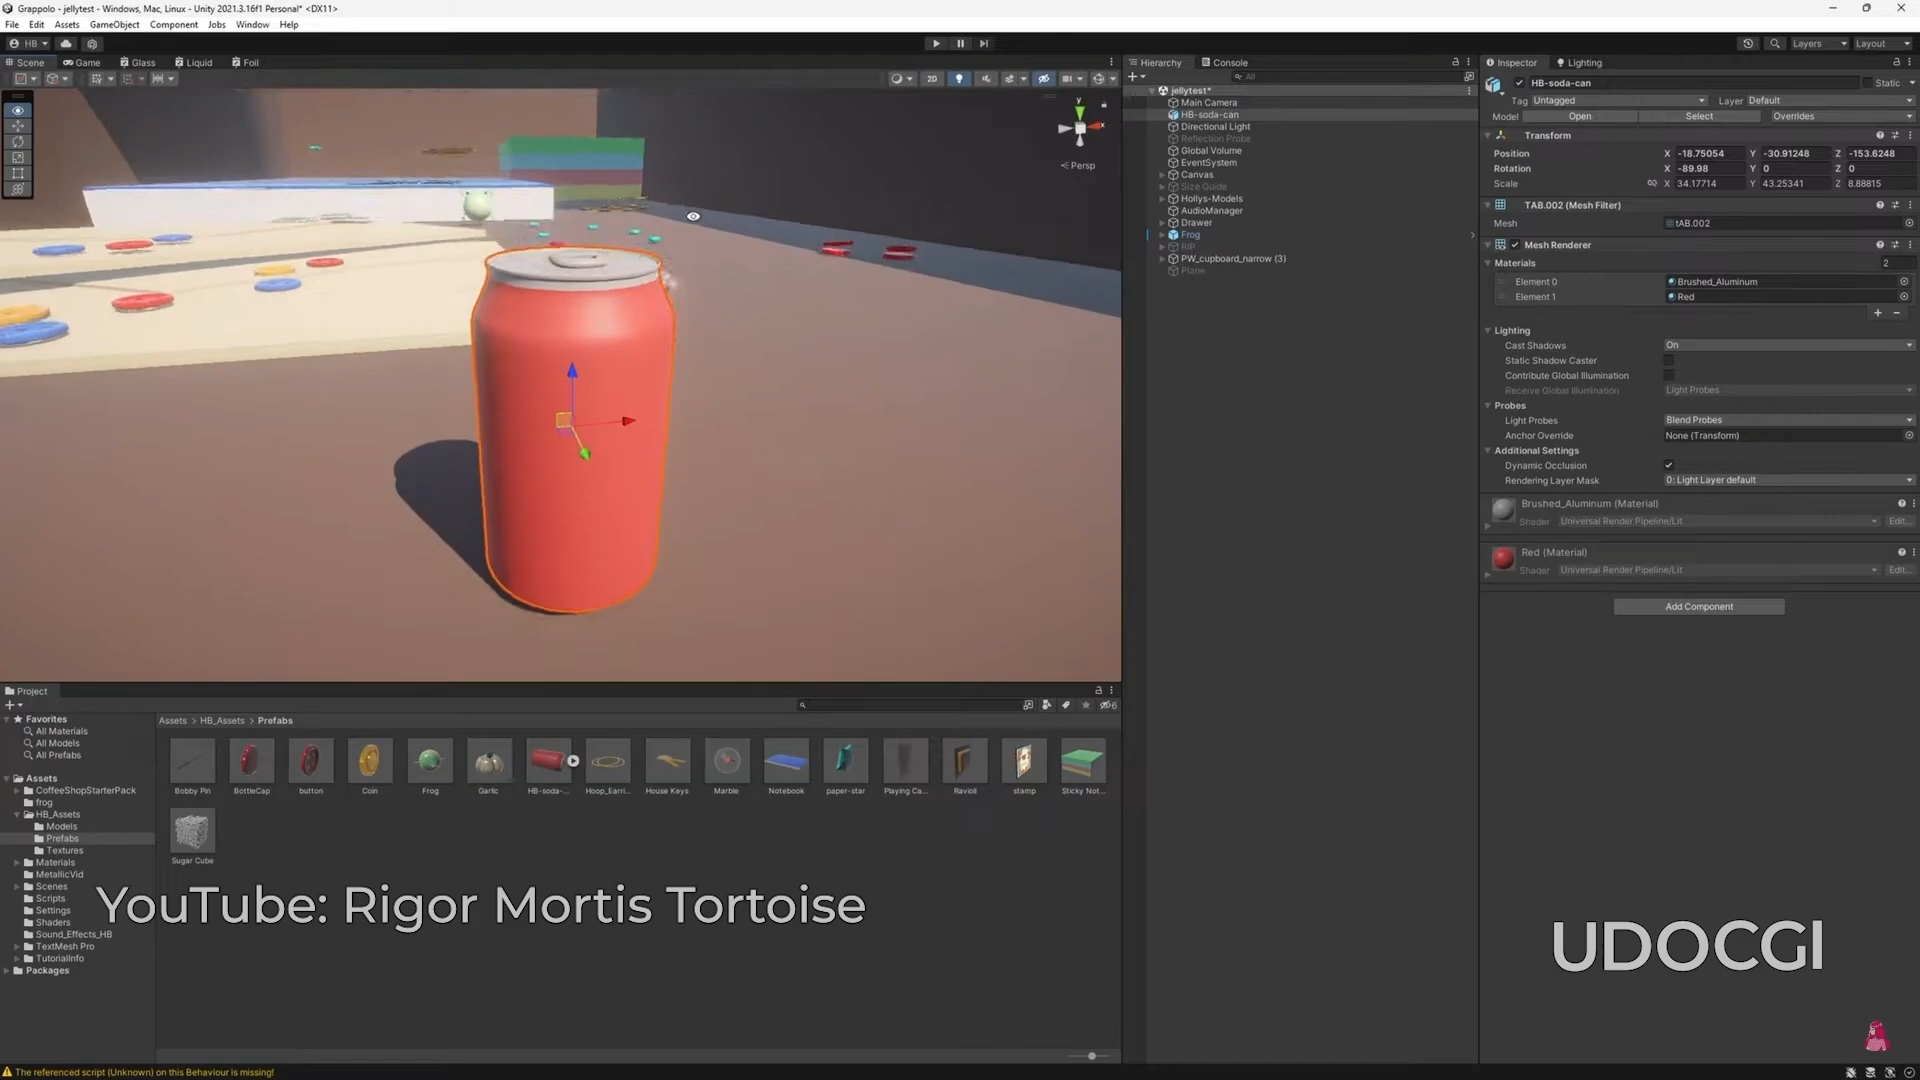 Grappolo - jellytest - Windows, Mac, Linux - Unity 2021.3.16f1 Personal* <DX11>
File Edit Assets GameObject Component Jobs Window Help
HB
Layers Layout
Scene Game Glass Liquid Foil
2D
y
x
Persp
Hierarchy Console
All
jellytest*
Main Camera
HB-soda-can
Directional Light
Reflection Probe
Global Volume
EventSystem
Canvas
Size Guide
Hollys-Models
AudioManager
Drawer
Frog
RIP
PW_cupboard_narrow (3)
Plane
Inspector Lighting
HB-soda-can Static
Tag Untagged Layer Default
Model Open Select Overrides
Transform
Position X -18.75054 Y -30.91248 Z -153.6248
Rotation X -89.98 Y 0 Z 0
Scale X 34.17714 Y 43.25341 Z 8.88815
TAB.002 (Mesh Filter)
Mesh tAB.002
Mesh Renderer
Materials 2
Element 0 Brushed_Aluminum
Element 1 Red
Lighting
Cast Shadows On
Static Shadow Caster
Contribute Global Illumination
Receive Global Illumination Light Probes
Probes
Light Probes Blend Probes
Anchor Override None (Transform)
Additional Settings
Dynamic Occlusion
Rendering Layer Mask 0: Light Layer default
Brushed_Aluminum (Material)
Shader Universal Render Pipeline/Lit Edit...
Red (Material)
Shader Universal Render Pipeline/Lit Edit...
Add Component
Project
6
Favorites
All Materials
All Models
All Prefabs
Assets
CoffeeShopStarterPack
frog
HB_Assets
Models
Prefabs
Textures
Materials
MetallicVid
Scenes
Scripts
Settings
Shaders
Sound_Effects_HB
TextMesh Pro
TutorialInfo
Packages
Assets > HB_Assets > Prefabs
Bobby Pin BottleCap button Coin Frog Garlic HB-soda-... Hoop_Earri... House Keys Marble Notebook paper-star Playing Ca... Ravioli stamp Sticky Not...
Sugar Cube
YouTube: Rigor Mortis Tortoise
UDOCGI
The referenced script (Unknown) on this Behaviour is missing!